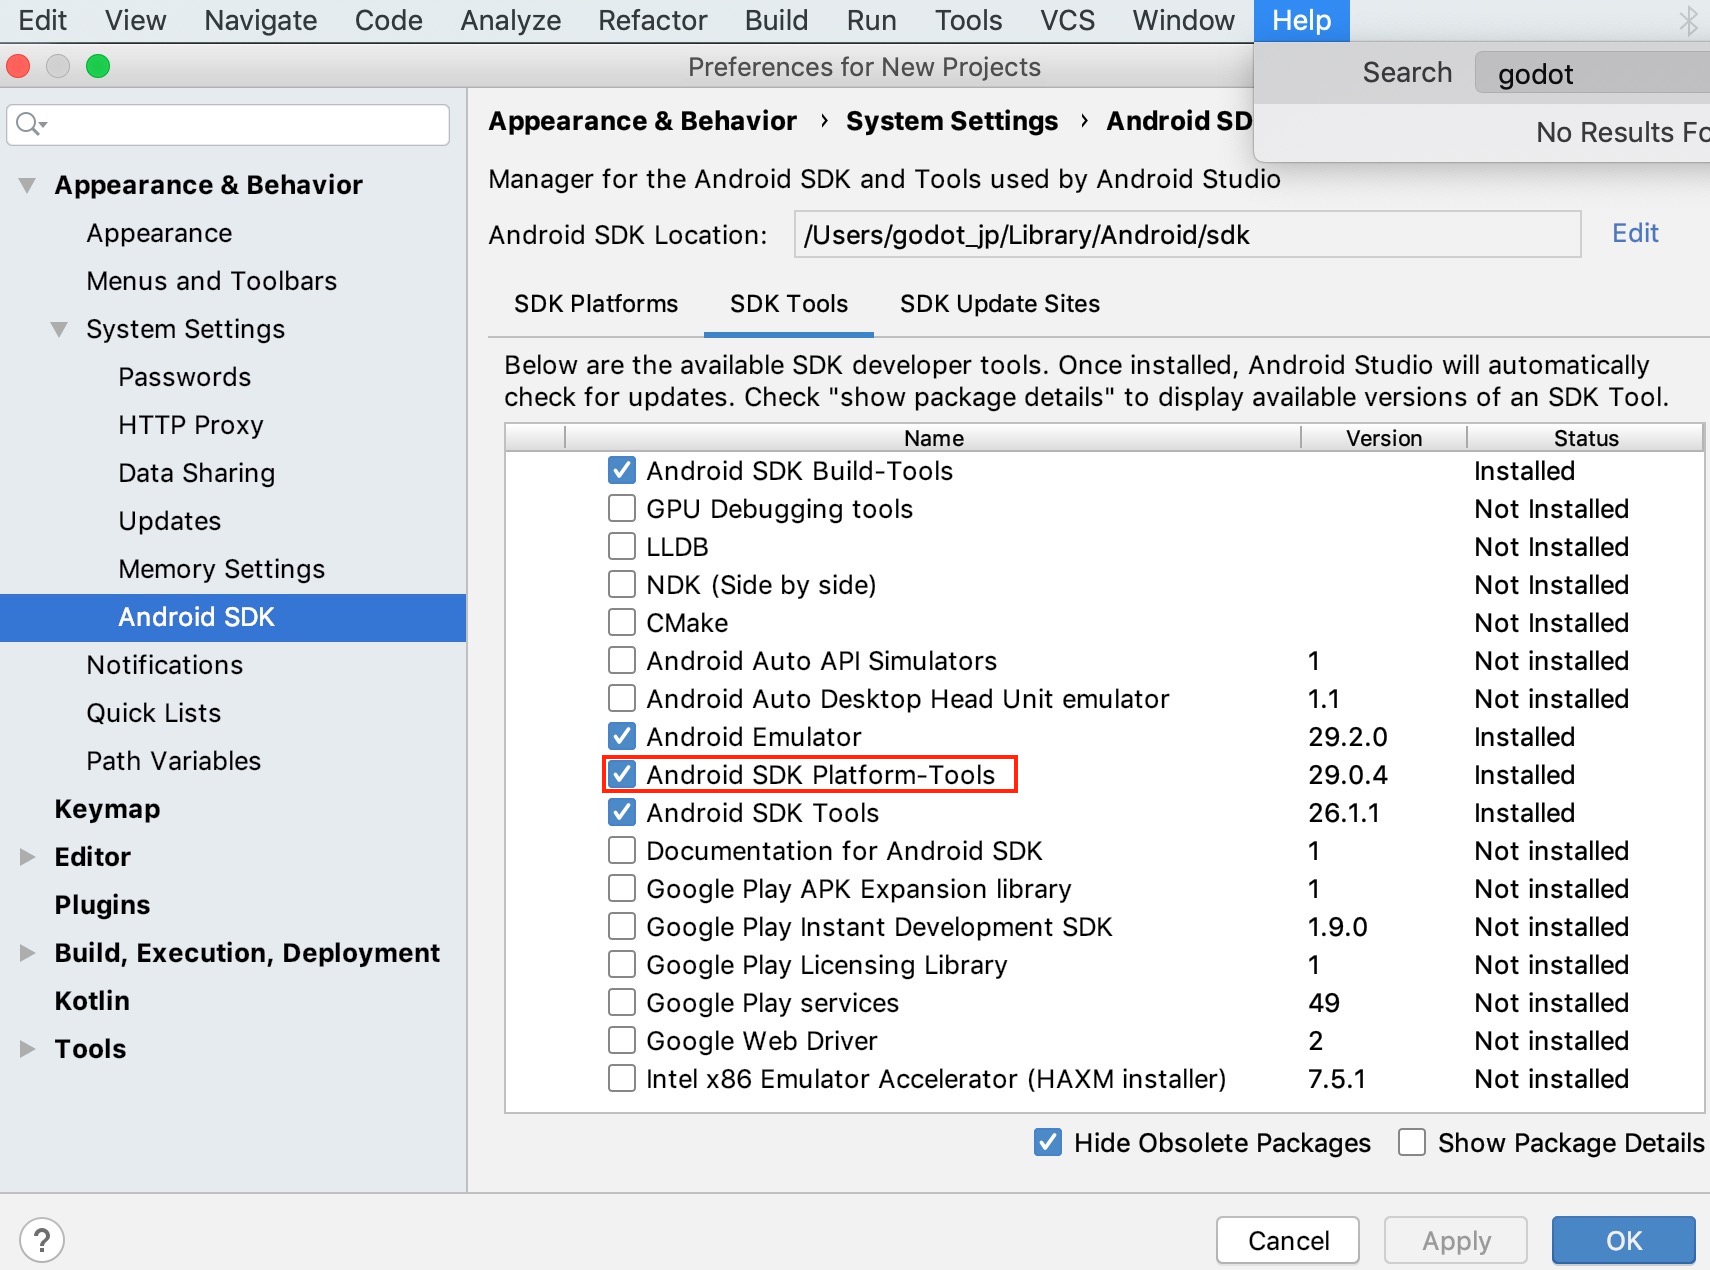 Edit View Navigate Code Analyze Refactor Build Run Tools VCS Window Help
Preferences for New Projects
Search godot
No Results
Appearance & Behavior › System Settings › Android
Manager for the Android SDK and Tools used by Android Studio
Android SDK Location: /Users/godot_jp/Library/Android/sdk Edit
SDK Platforms SDK Tools SDK Update Sites
Below are the available SDK developer tools. Once installed, Android Studio will automatically
check for updates. Check "show package details" to display available versions of an SDK Tool.
Appearance & Behavior
Appearance
Menus and Toolbars
System Settings
Passwords
HTTP Proxy
Data Sharing
Updates
Memory Settings
Android SDK
Notifications
Quick Lists
Path Variables
Keymap
Editor
Plugins
Build, Execution, Deployment
Kotlin
Tools
Name Version Status
Android SDK Build-Tools Installed
GPU Debugging tools Not Installed
LLDB Not Installed
NDK (Side by side) Not Installed
CMake Not Installed
Android Auto API Simulators 1 Not installed
Android Auto Desktop Head Unit emulator 1.1 Not installed
Android Emulator 29.2.0 Installed
Android SDK Platform-Tools 29.0.4 Installed
Android SDK Tools 26.1.1 Installed
Documentation for Android SDK 1 Not installed
Google Play APK Expansion library 1 Not installed
Google Play Instant Development SDK 1.9.0 Not installed
Google Play Licensing Library 1 Not installed
Google Play services 49 Not installed
Google Web Driver 2 Not installed
Intel x86 Emulator Accelerator (HAXM installer) 7.5.1 Not installed
Hide Obsolete Packages Show Package Details
? Cancel Apply OK